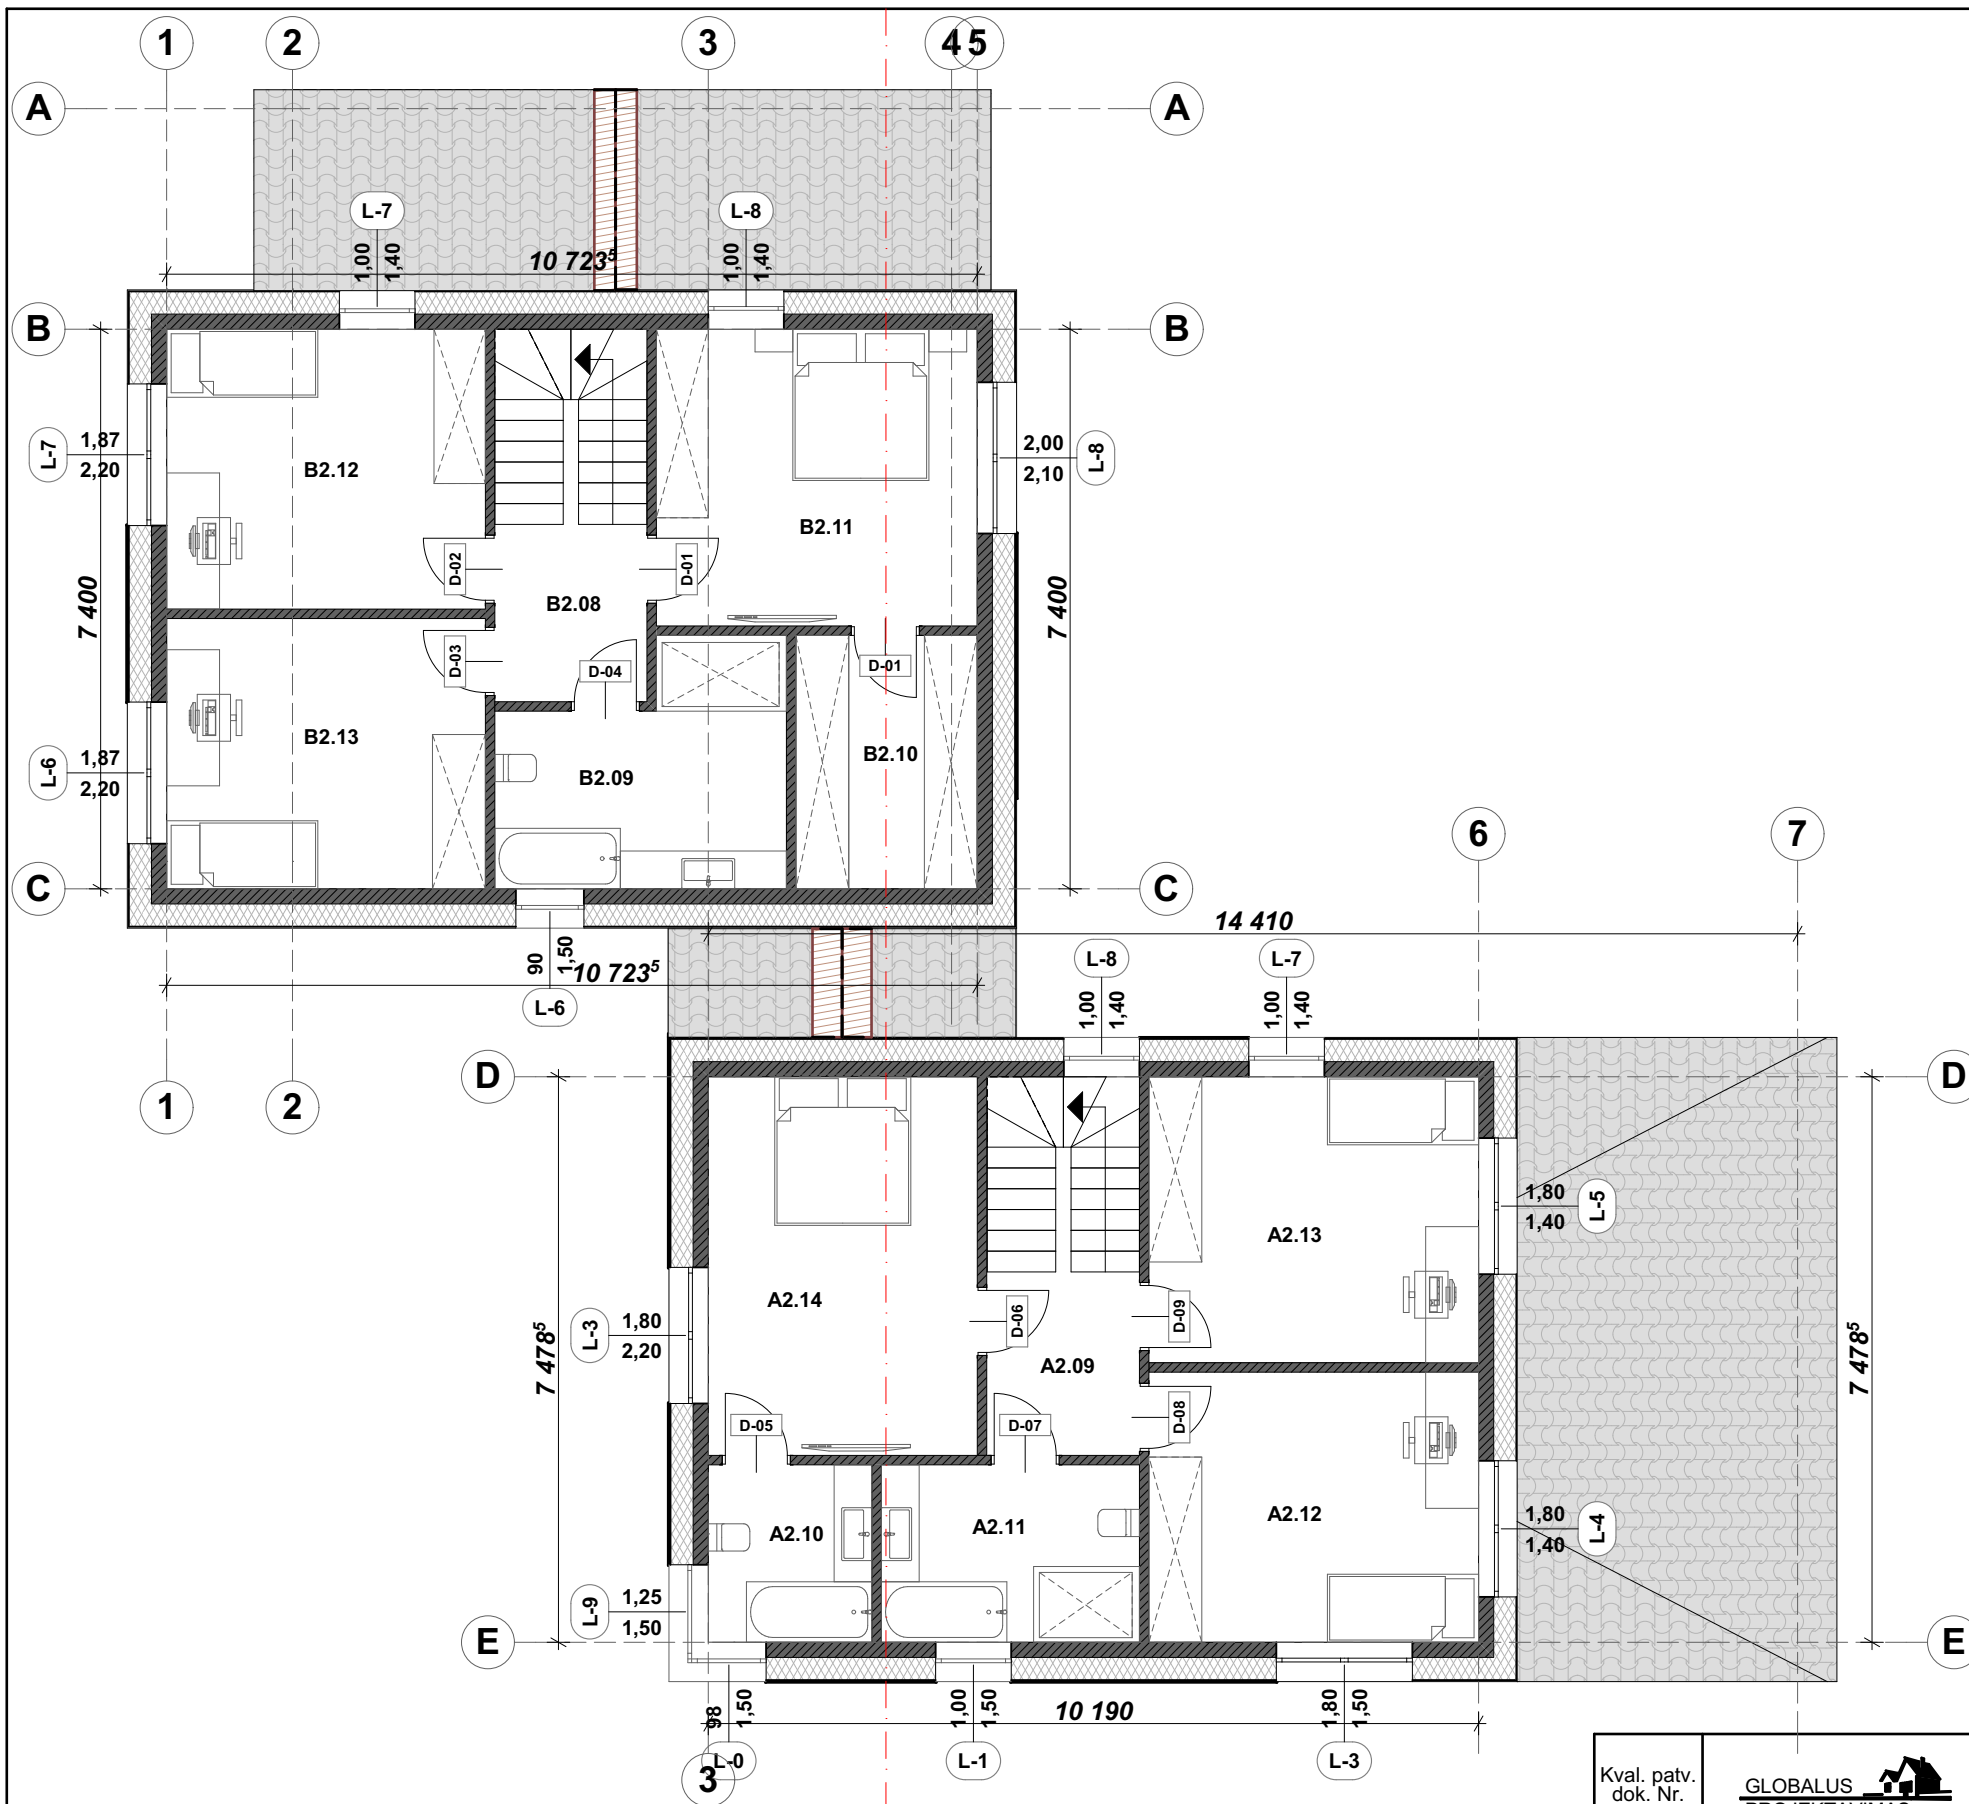 1 2 3 4 5
A A
L-7 L-8
1,00 1,40 10 723⁵ 1,00 1,40
B B
L-7 1,87 2,20 B2.12 2,00 2,10 L-8
B2.11
D-02 D-01
7 400 B2.08 7 400
D-03 D-04 D-01
B2.13 B2.10
L-6 1,87 2,20 B2.09
6 7
C C
14 410
90 1,50 10 723⁵ L-8 L-7
L-6 1,00 1,40 1,00 1,40
D D
1 2
1,80 1,40 L-5
A2.13
A2.14
L-3 1,80 2,20 D-06 D-09
7 478⁵ A2.09 7 478⁵
D-05 D-07 D-08
A2.10 A2.11 A2.12 1,80 1,40 L-4
L-9 1,25 1,50
E E
98 1,50 1,00 1,50 10 190 1,80 1,50
L-0 L-1 L-3
3
Kval. patv.
dok. Nr.
GLOBALUS
PROJEKTAVIMAS